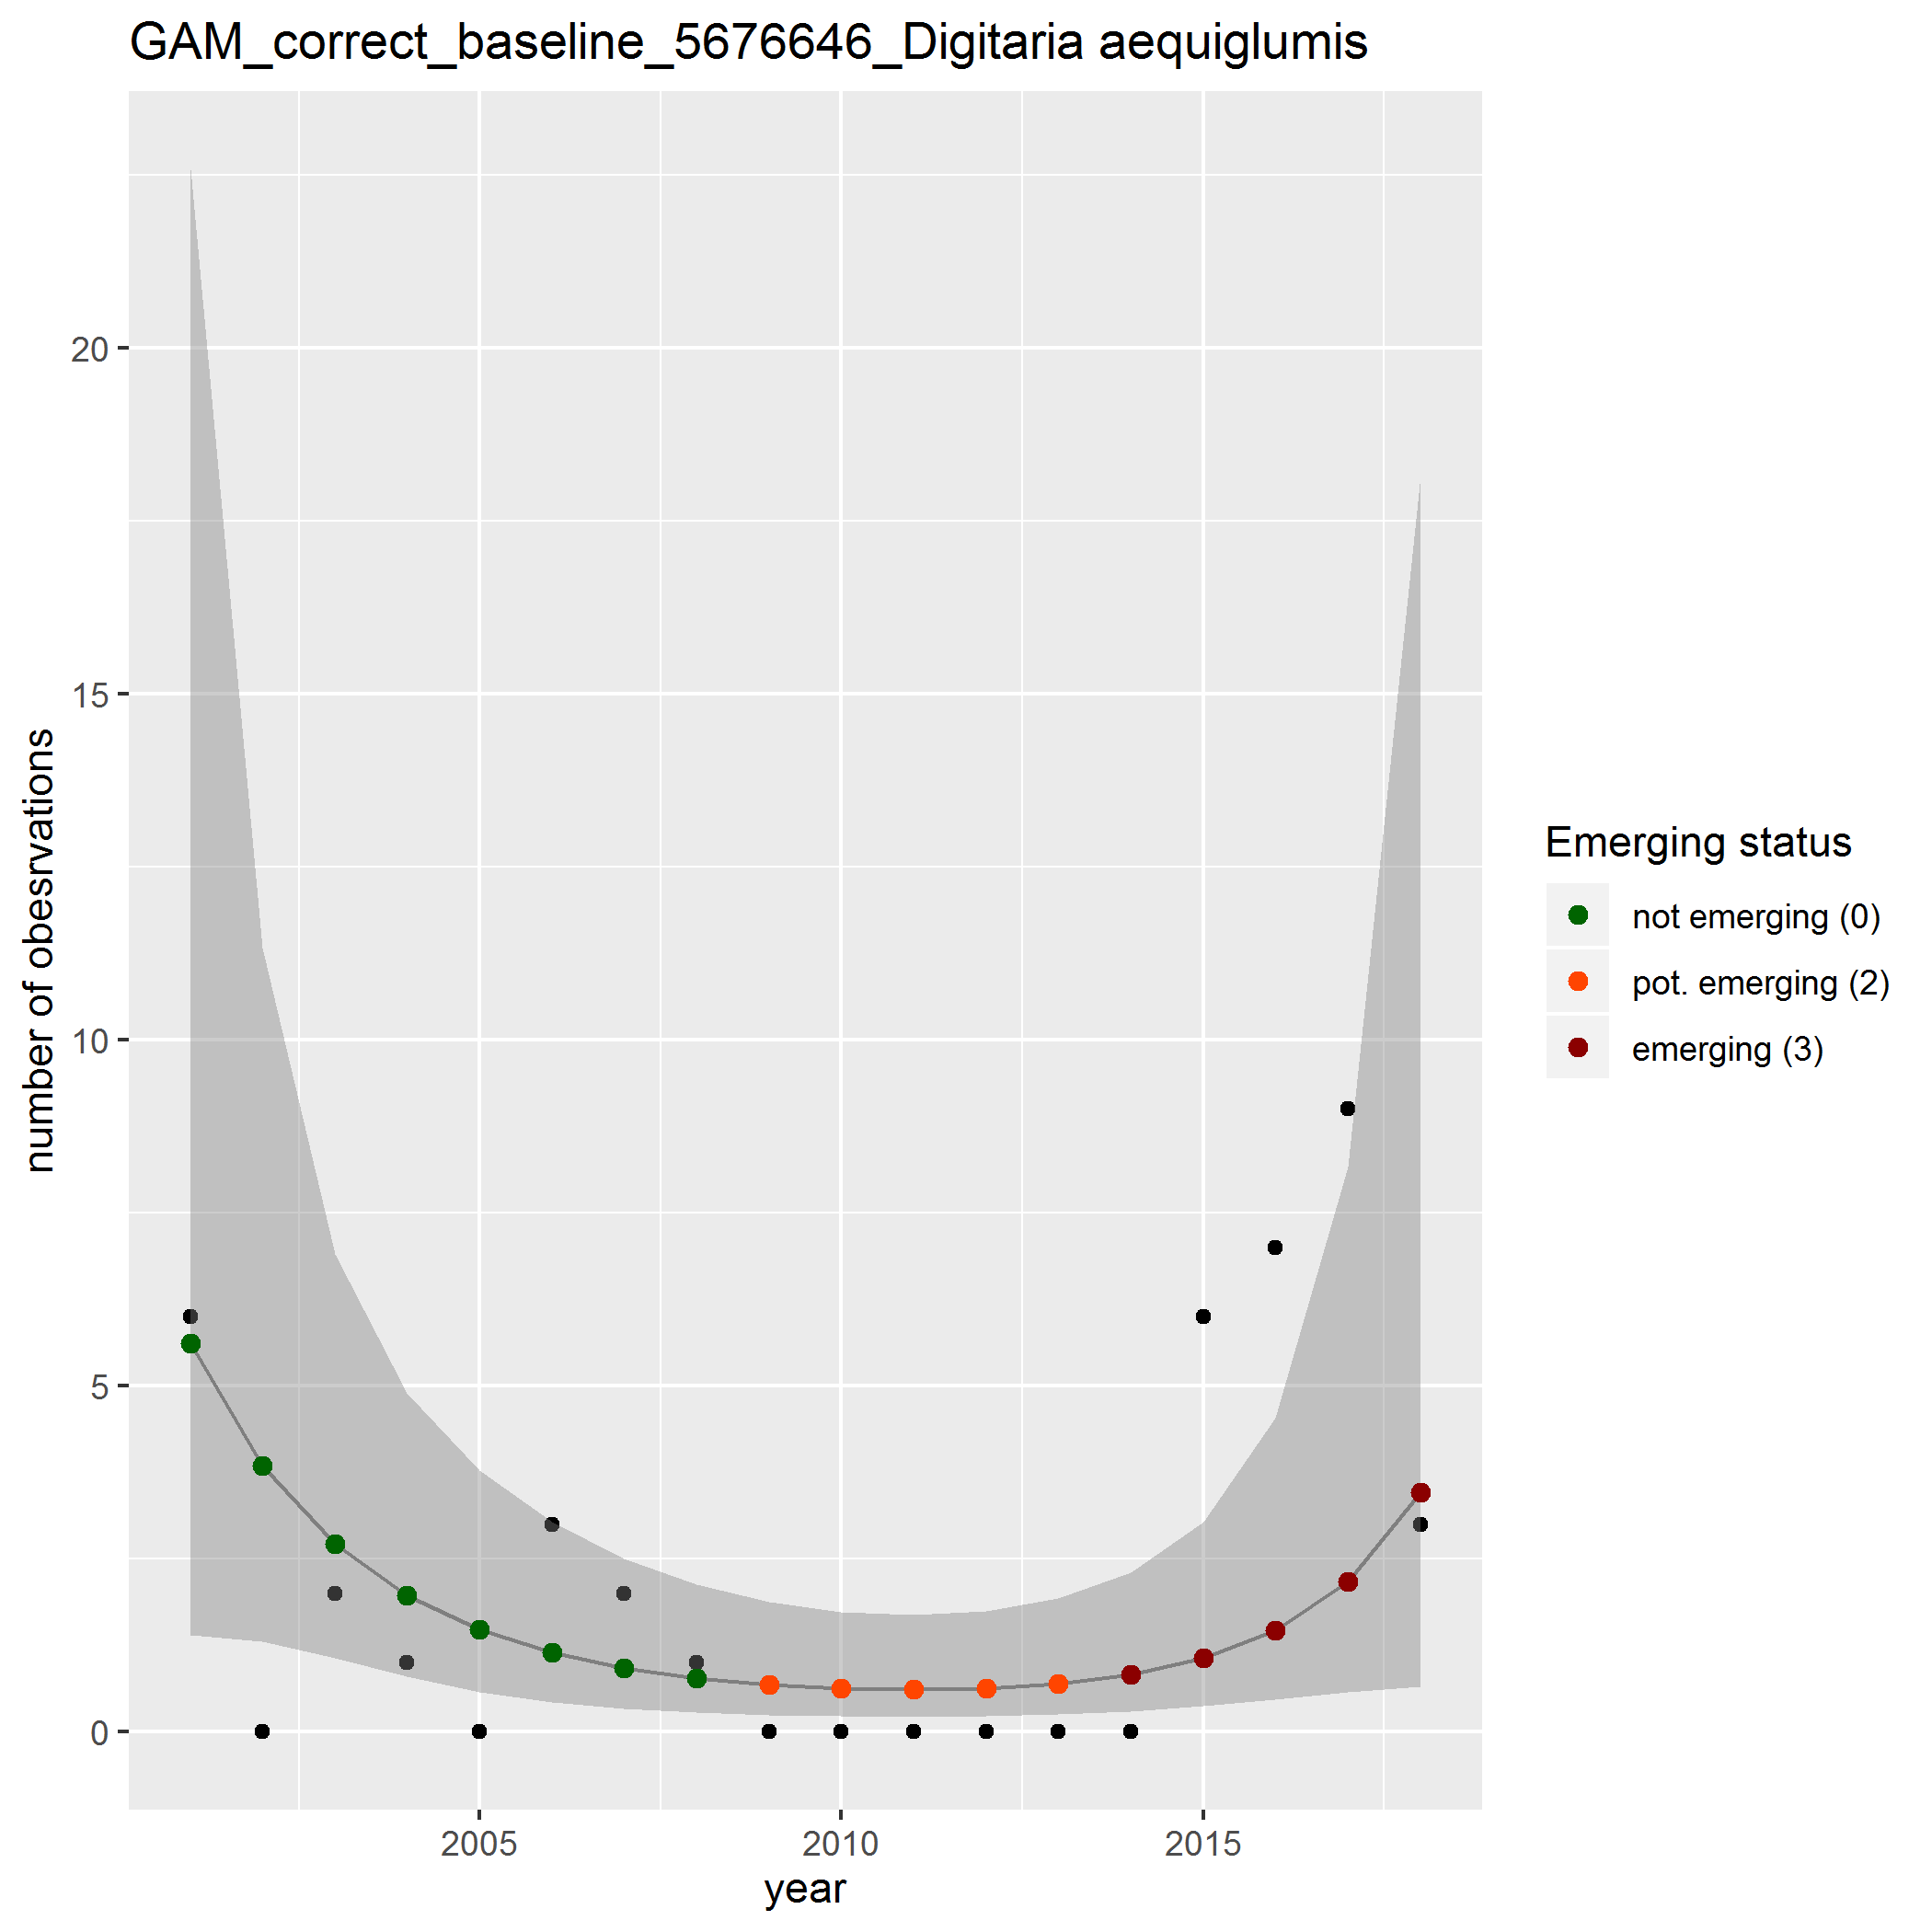 GAM_correct_baseline_5676646_Digitaria aequiglumis
number of obesrvations
20
15
10
5
0
2005
2010
2015
year
Emerging status
not emerging (0)
pot. emerging (2)
emerging (3)